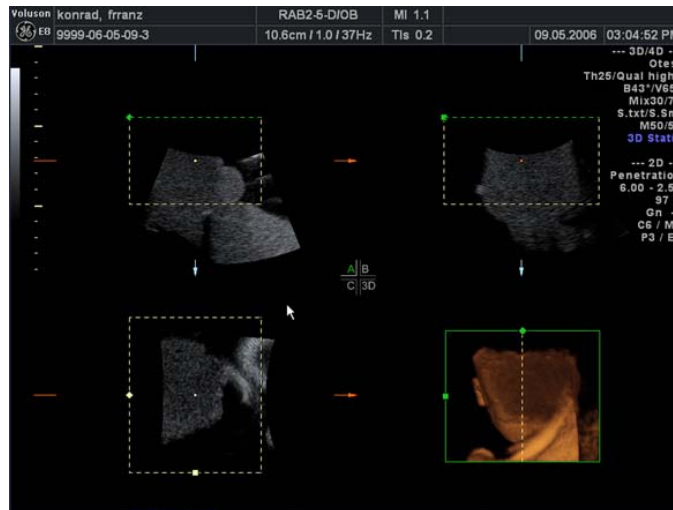 Voluson konrad, frranz RAB2-5-D/OB MI 1.1
GE EB 9999-06-05-09-3 10.6cm / 1.0 / 37Hz TIs 0.2 09.05.2006 03:04:52 PM
--- 3D/4D -
Th25/Qual high
B43°/V65
Mix30/7
M50/5
3D Stati
--- 2D -
Penetratio
6.00 - 2.5
97
Gn -
C6 / M
P3 / E
A B
C 3D